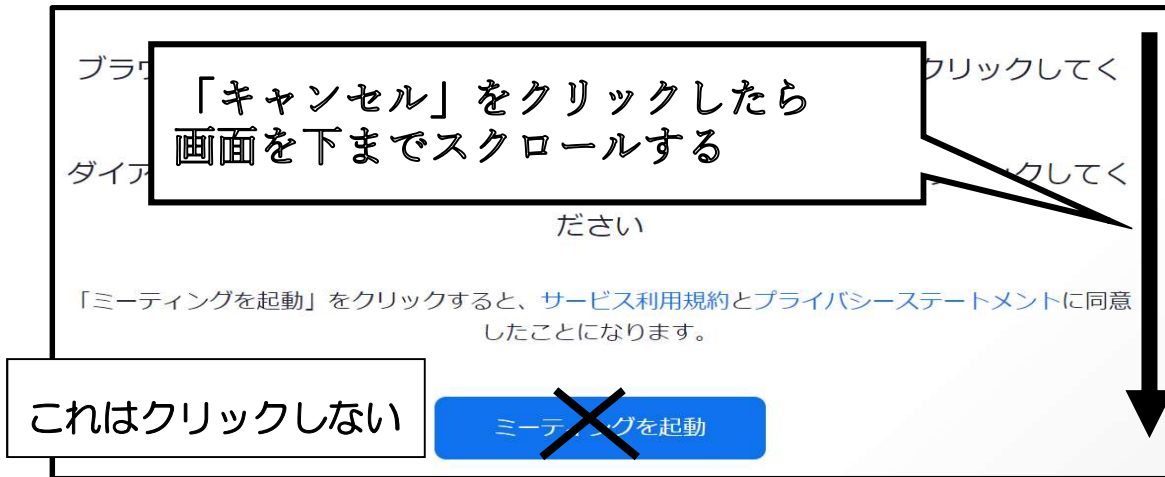 ブラウ
クリックしてく
「キャンセル」をクリックしたら
画面を下までスクロールする
ダイア
クしてく
ださい
「ミーティングを起動」をクリックすると、サービス利用規約とプライバシーステートメントに同意
したことになります。
これはクリックしない
ミーティングを起動